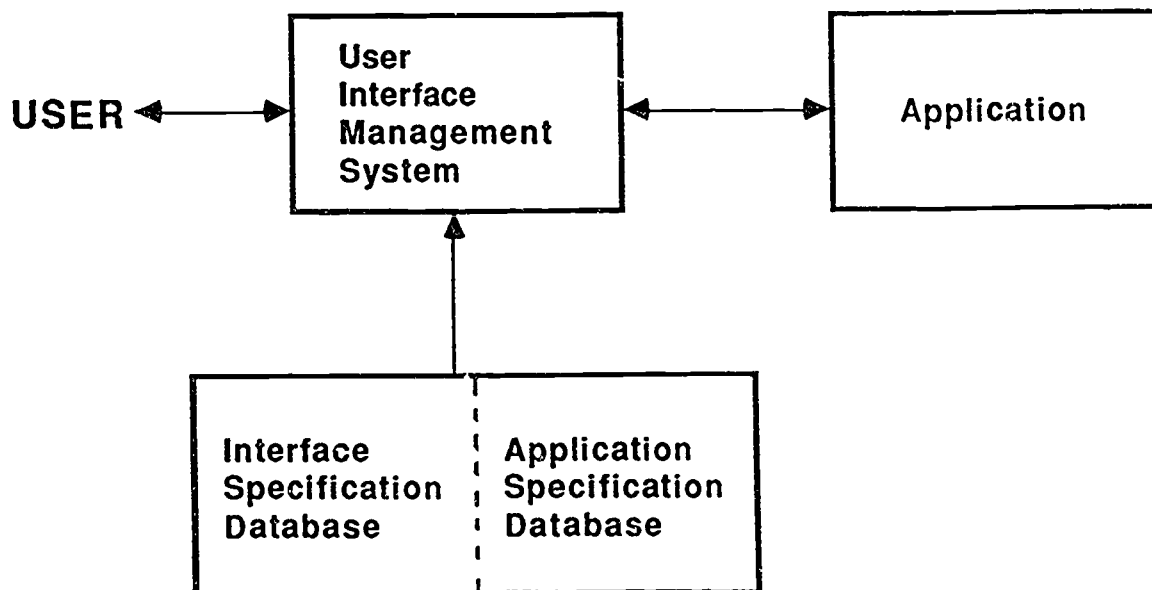 USER
User
Interface
Management
System
Application
Interface
Specification
Database
Application
Specification
Database